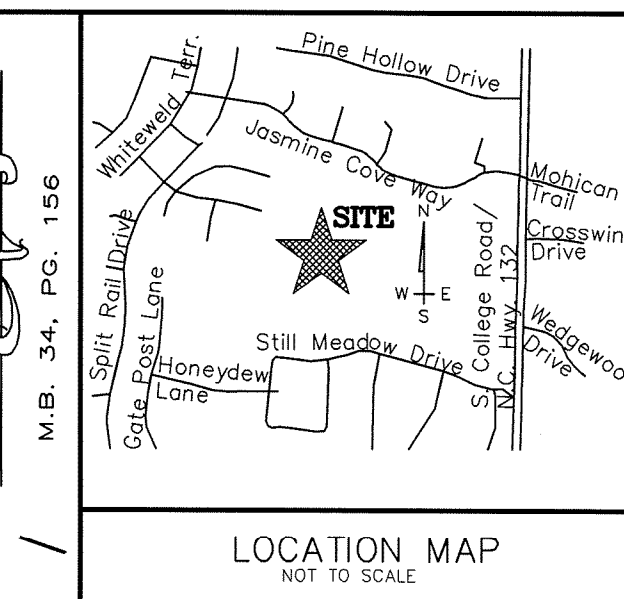 M.B. 34, PG. 156
Pine Hollow Drive
Whiteweld Terr.
Jasmine Cove Way
Mohican
Trail
SITE
N
W E
S
Crosswin
Drive
S. College Road/
N.C. Hwy. 132
Split Rail Drive
Gate Post Lane
Still Meadow Drive
Wedgewoo
Drive
Honeydew
Lane
LOCATION MAP
NOT TO SCALE